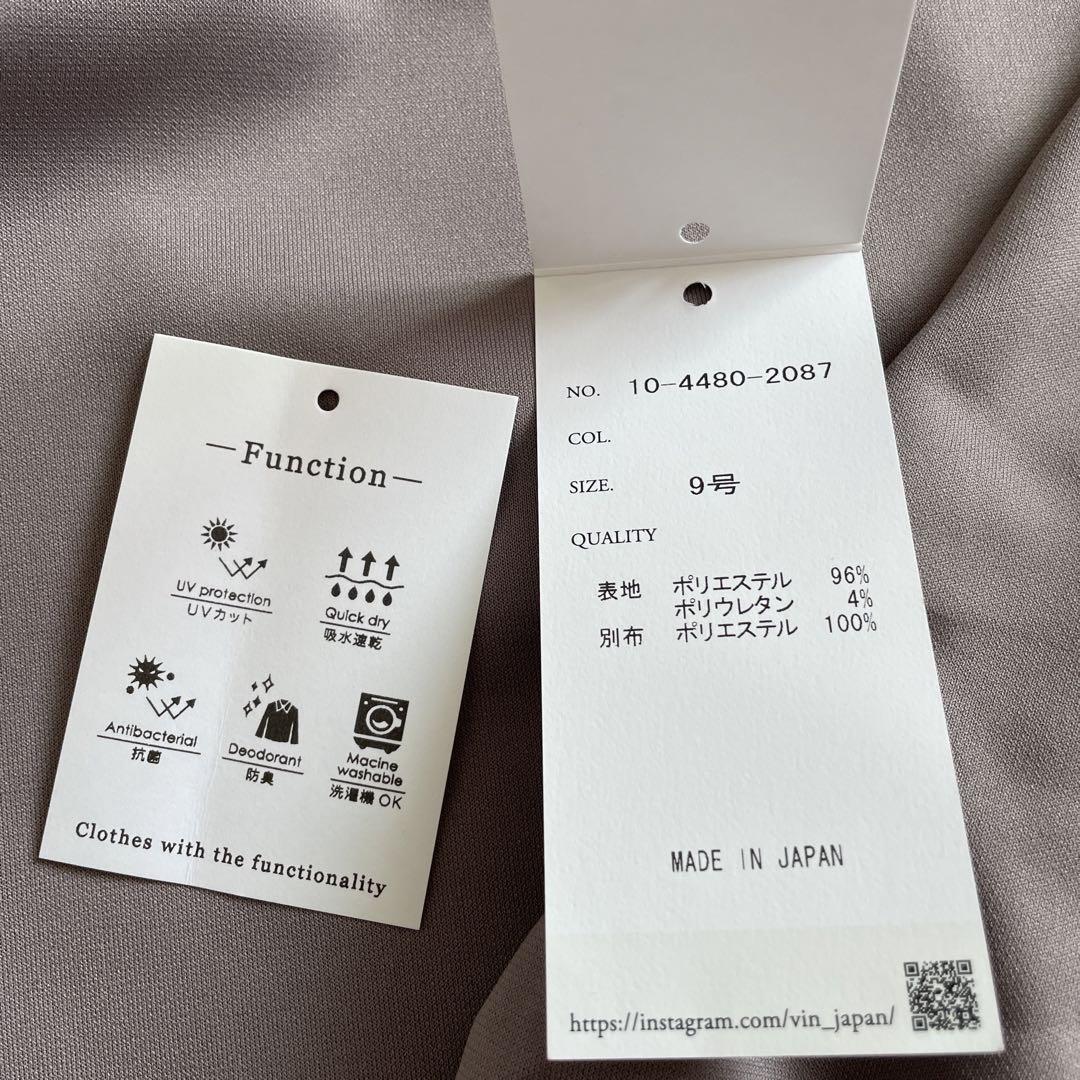 — Function —
UV protection
UVカット
Quick dry
吸水速乾
Antibacterial
抗菌
Deodorant
防臭
Macine
washable
洗濯機OK
Clothes with the functionality
NO. 10-4480-2087
COL.
SIZE. 9号
QUALITY
表地 ポリエステル 96%
ポリウレタン 4%
別布 ポリエステル 100%
MADE IN JAPAN
https://instagram.com/vin_japan/